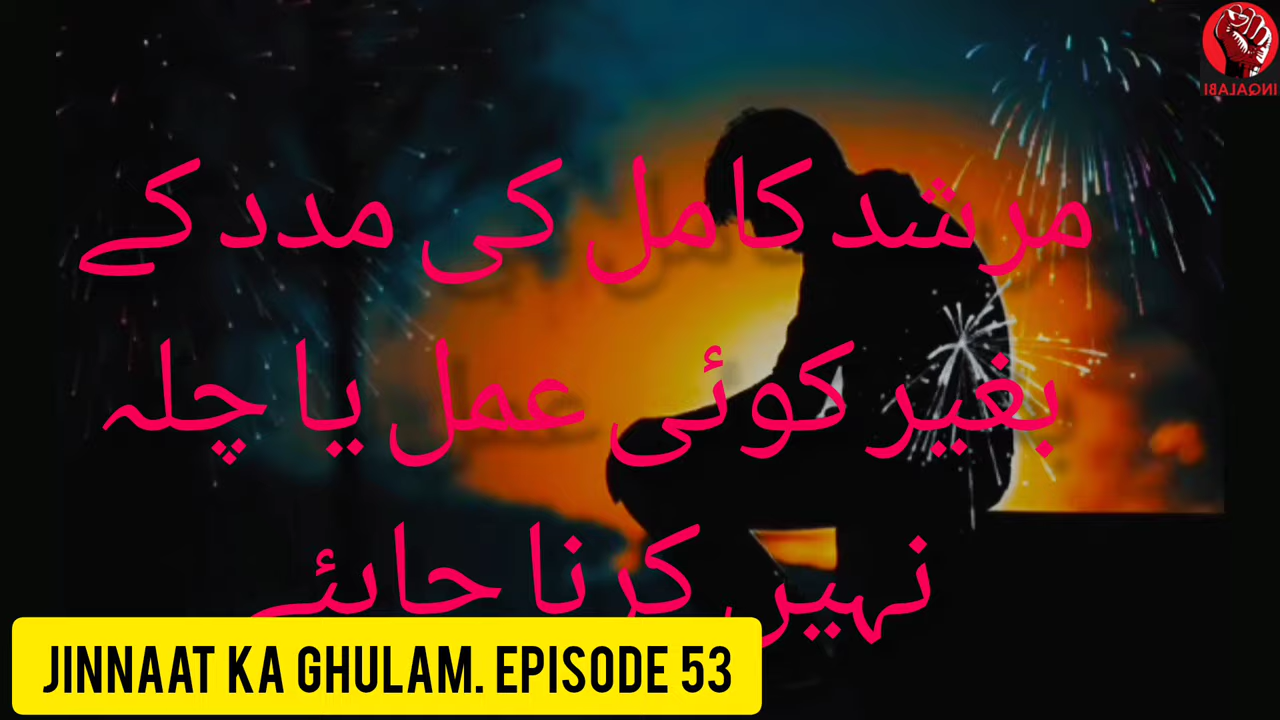 INQALABI
مرشد کامل کی مدد کے
بغیر کوئی عمل یا چلہ
نہیں کرنا چاہئے
JINNAAT KA GHULAM. EPISODE 53